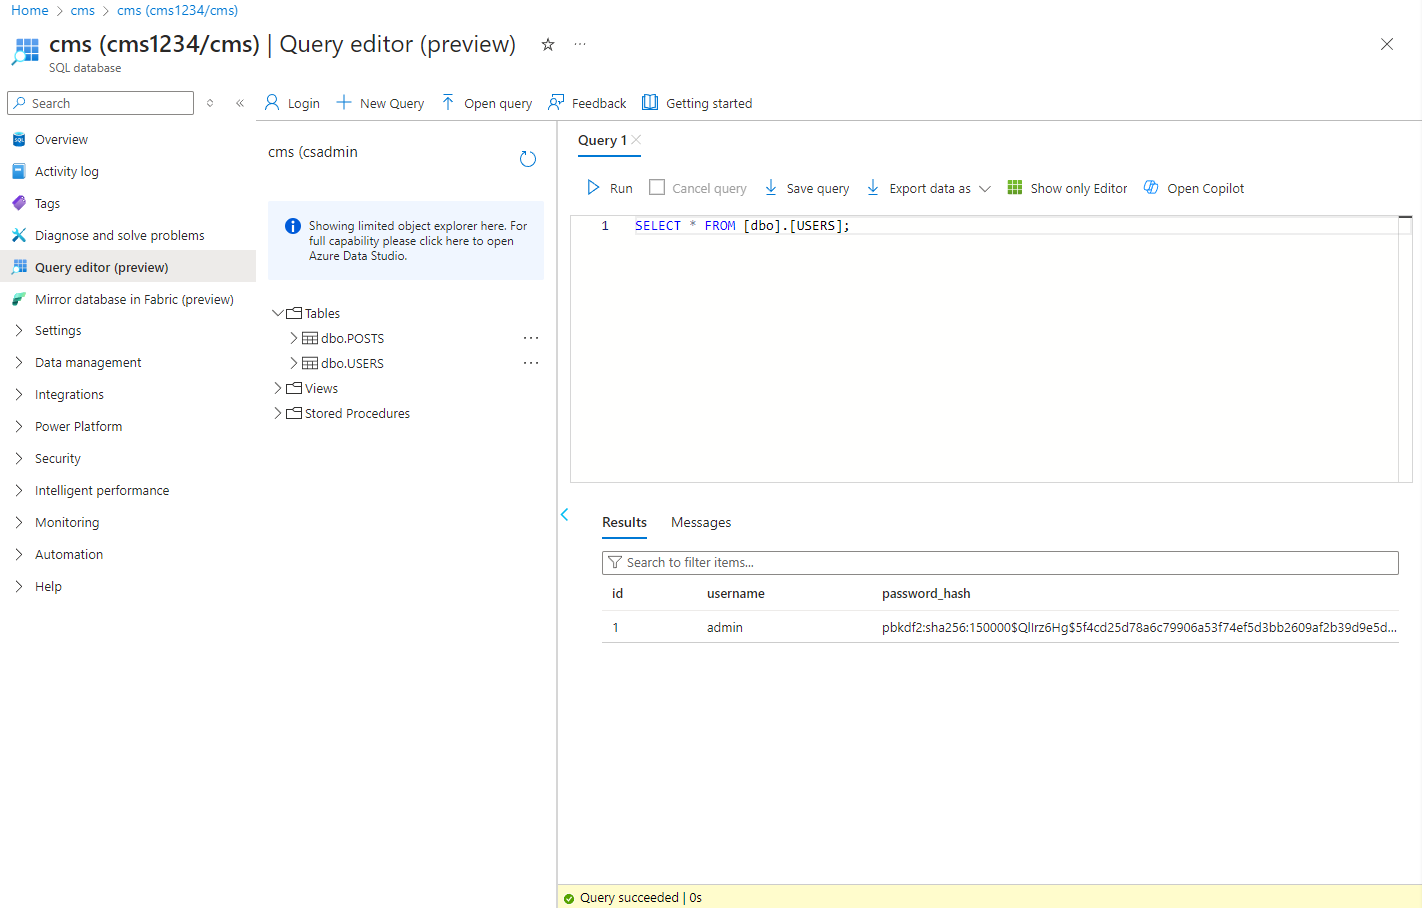 Home > cms > cms (cms1234/cms)
cms (cms1234/cms) | Query editor (preview)
SQL database
Search
Overview
Activity log
Tags
Diagnose and solve problems
Query editor (preview)
Mirror database in Fabric (preview)
Settings
Data management
Integrations
Power Platform
Security
Intelligent performance
Monitoring
Automation
Help
Login
New Query
Open query
Feedback
Getting started
cms (csadmin
Showing limited object explorer here. For
full capability please click here to open
Azure Data Studio.
Tables
dbo.POSTS
dbo.USERS
Views
Stored Procedures
Query 1
Run
Cancel query
Save query
Export data as
Show only Editor
Open Copilot
1 SELECT * FROM [dbo].[USERS];
Results Messages
Search to filter items...
id username password_hash
1 admin pbkdf2:sha256:150000$QlIrz6Hg$5f4cd25d78a6c79906a53f74ef5d3bb2609af2b39d9e5d...
Query succeeded | 0s